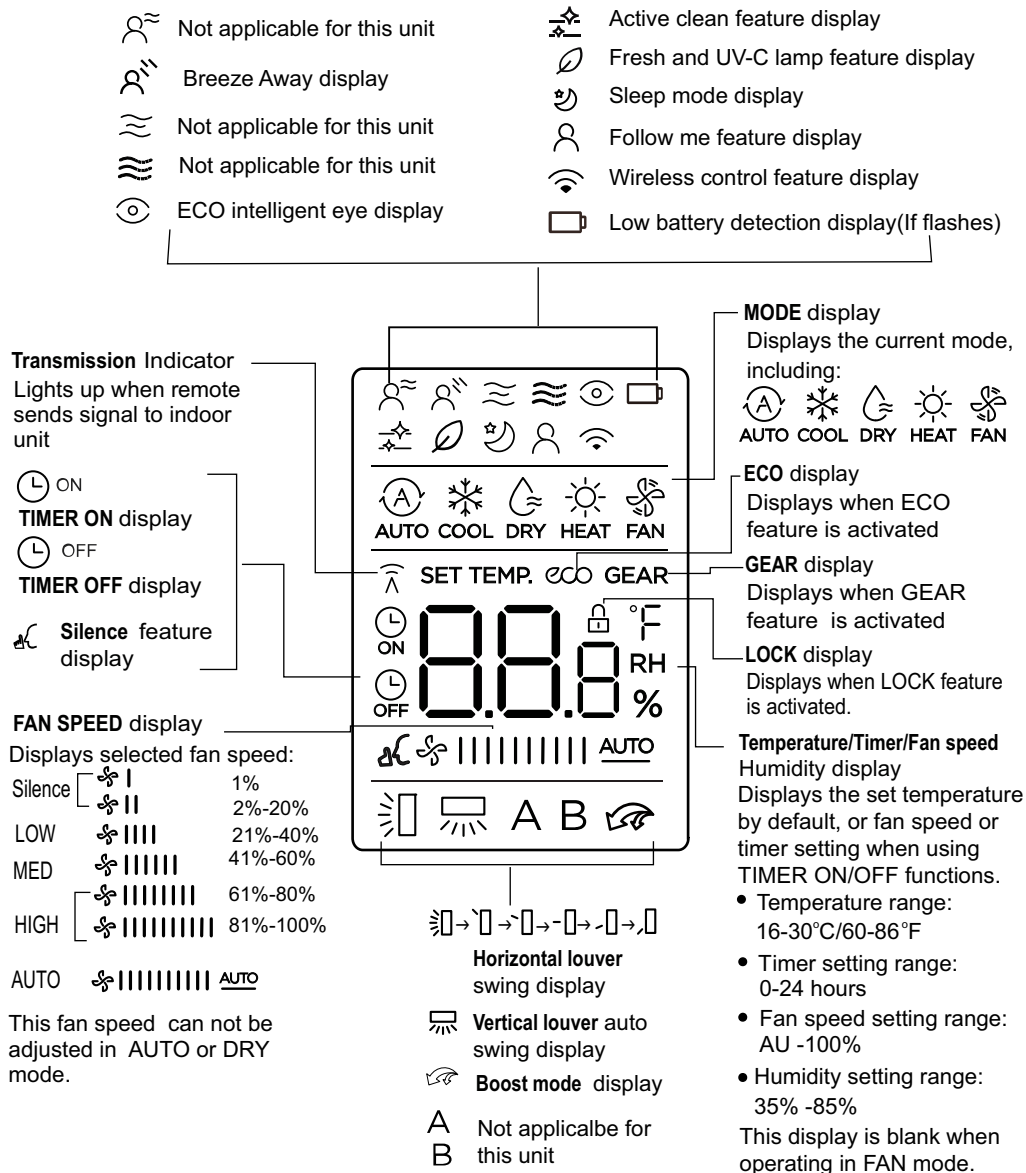 Not applicable for this unit
Breeze Away display
Not applicable for this unit
Not applicable for this unit
ECO intelligent eye display
Active clean feature display
Fresh and UV-C lamp feature display
Sleep mode display
Follow me feature display
Wireless control feature display
Low battery detection display(If flashes)
Transmission Indicator
Lights up when remote
sends signal to indoor
unit
ON
TIMER ON display
OFF
TIMER OFF display
Silence feature
display
FAN SPEED display
Displays selected fan speed:
Silence
1%
2%-20%
LOW 21%-40%
MED 41%-60%
61%-80%
HIGH 81%-100%
AUTO AUTO
This fan speed can not be
adjusted in AUTO or DRY
mode.
A
AUTO COOL DRY HEAT FAN
SET TEMP. eco GEAR
ON
88.8 °F
RH
OFF %
AUTO
A B
Horizontal louver
swing display
Vertical louver auto
swing display
Boost mode display
A Not applicalbe for
B this unit
MODE display
Displays the current mode,
including:
A
AUTO COOL DRY HEAT FAN
ECO display
Displays when ECO
feature is activated
GEAR display
Displays when GEAR
feature is activated
LOCK display
Displays when LOCK feature
is activated.
Temperature/Timer/Fan speed
Humidity display
Displays the set temperature
by default, or fan speed or
timer setting when using
TIMER ON/OFF functions.
• Temperature range:
16-30°C/60-86°F
• Timer setting range:
0-24 hours
• Fan speed setting range:
AU -100%
• Humidity setting range:
35% -85%
This display is blank when
operating in FAN mode.